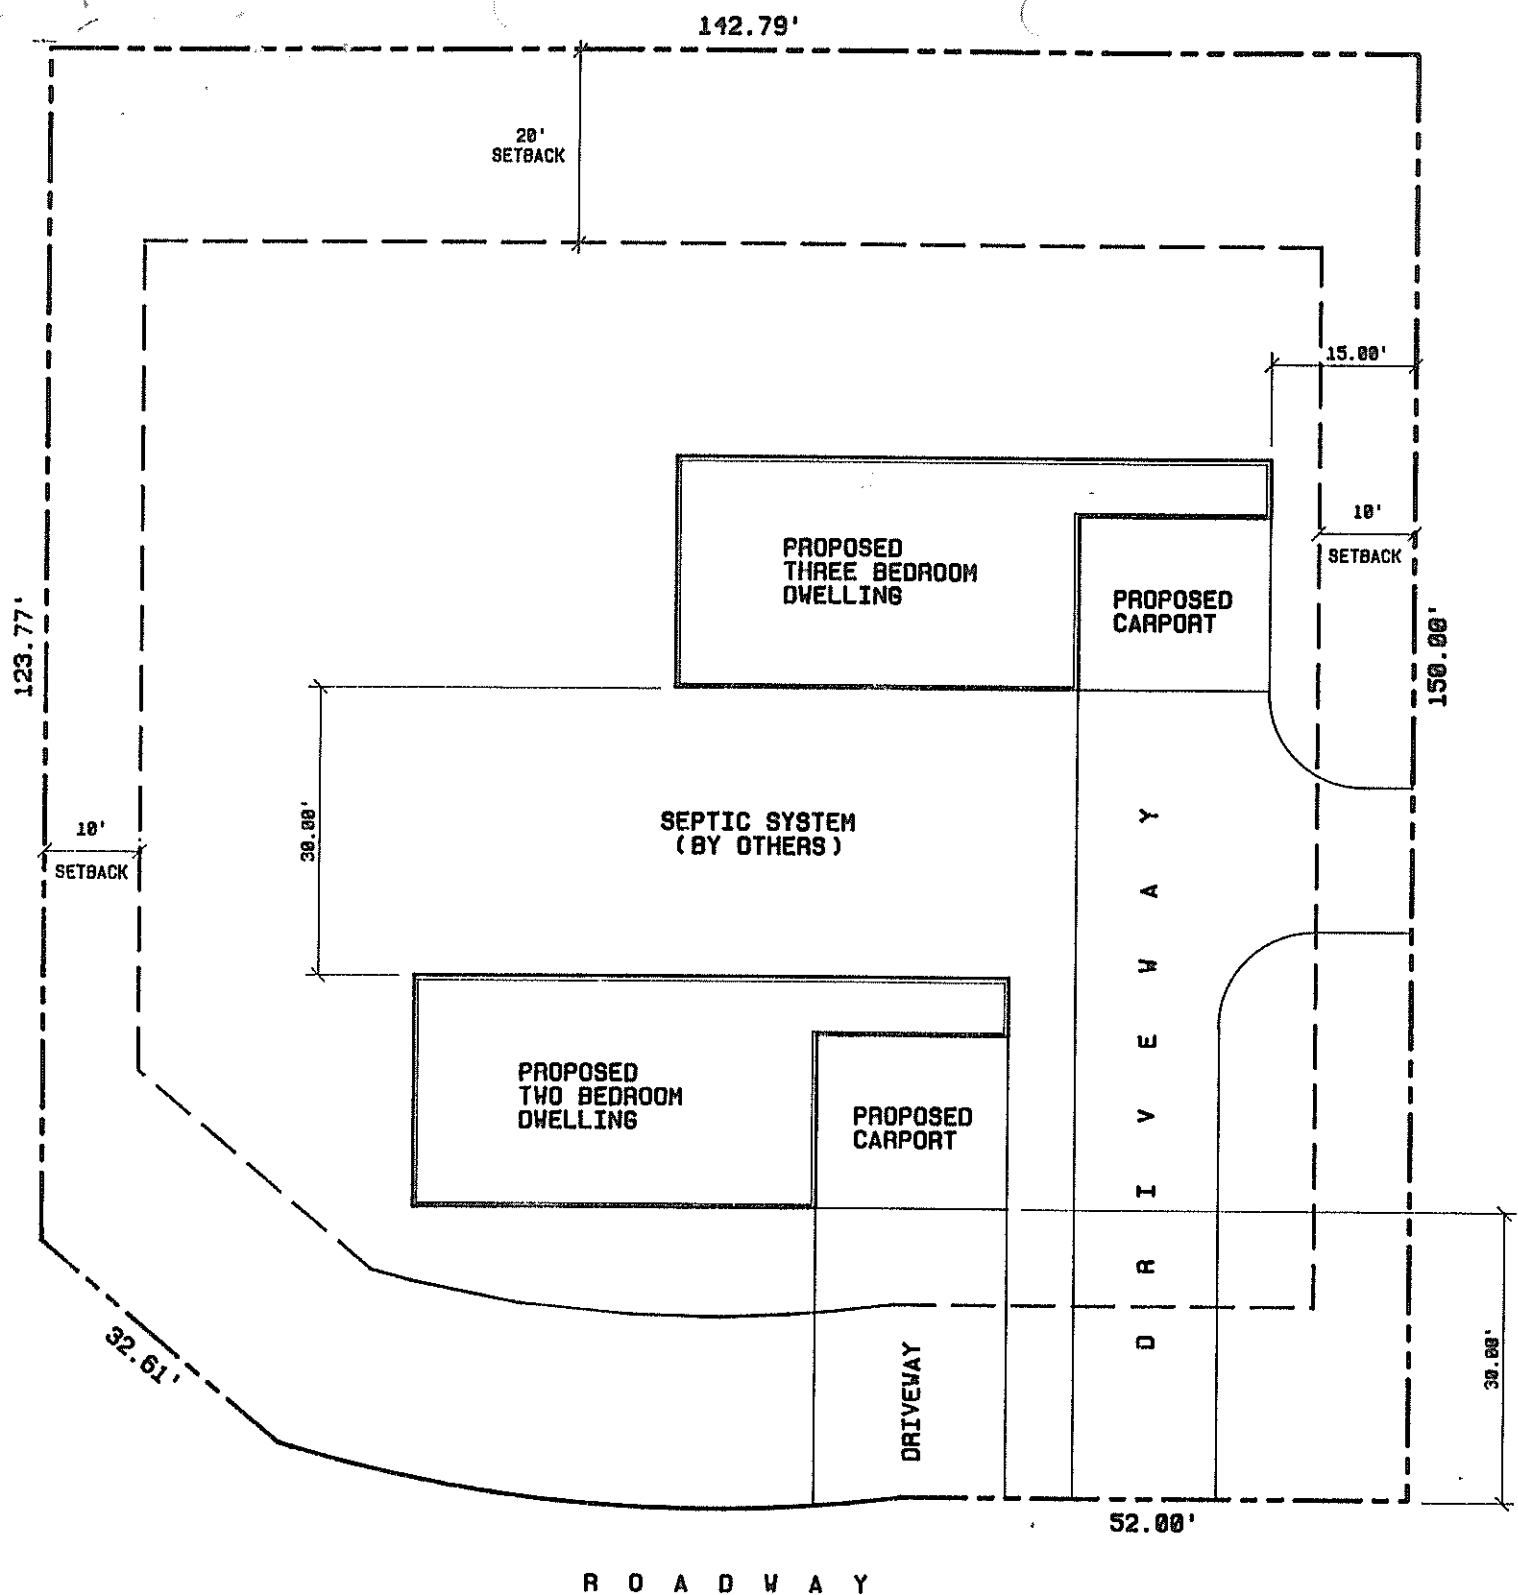 142.79'
20'
SETBACK
15.00'
10'
SETBACK
PROPOSED
THREE BEDROOM
DWELLING
PROPOSED
CARPORT
123.77'
150.00'
30.00'
SEPTIC SYSTEM
(BY OTHERS)
10'
SETBACK
DRIVEWAY
PROPOSED
TWO BEDROOM
DWELLING
PROPOSED
CARPORT
32.61'
DRIVEWAY
30.00'
52.00'
ROADWAY